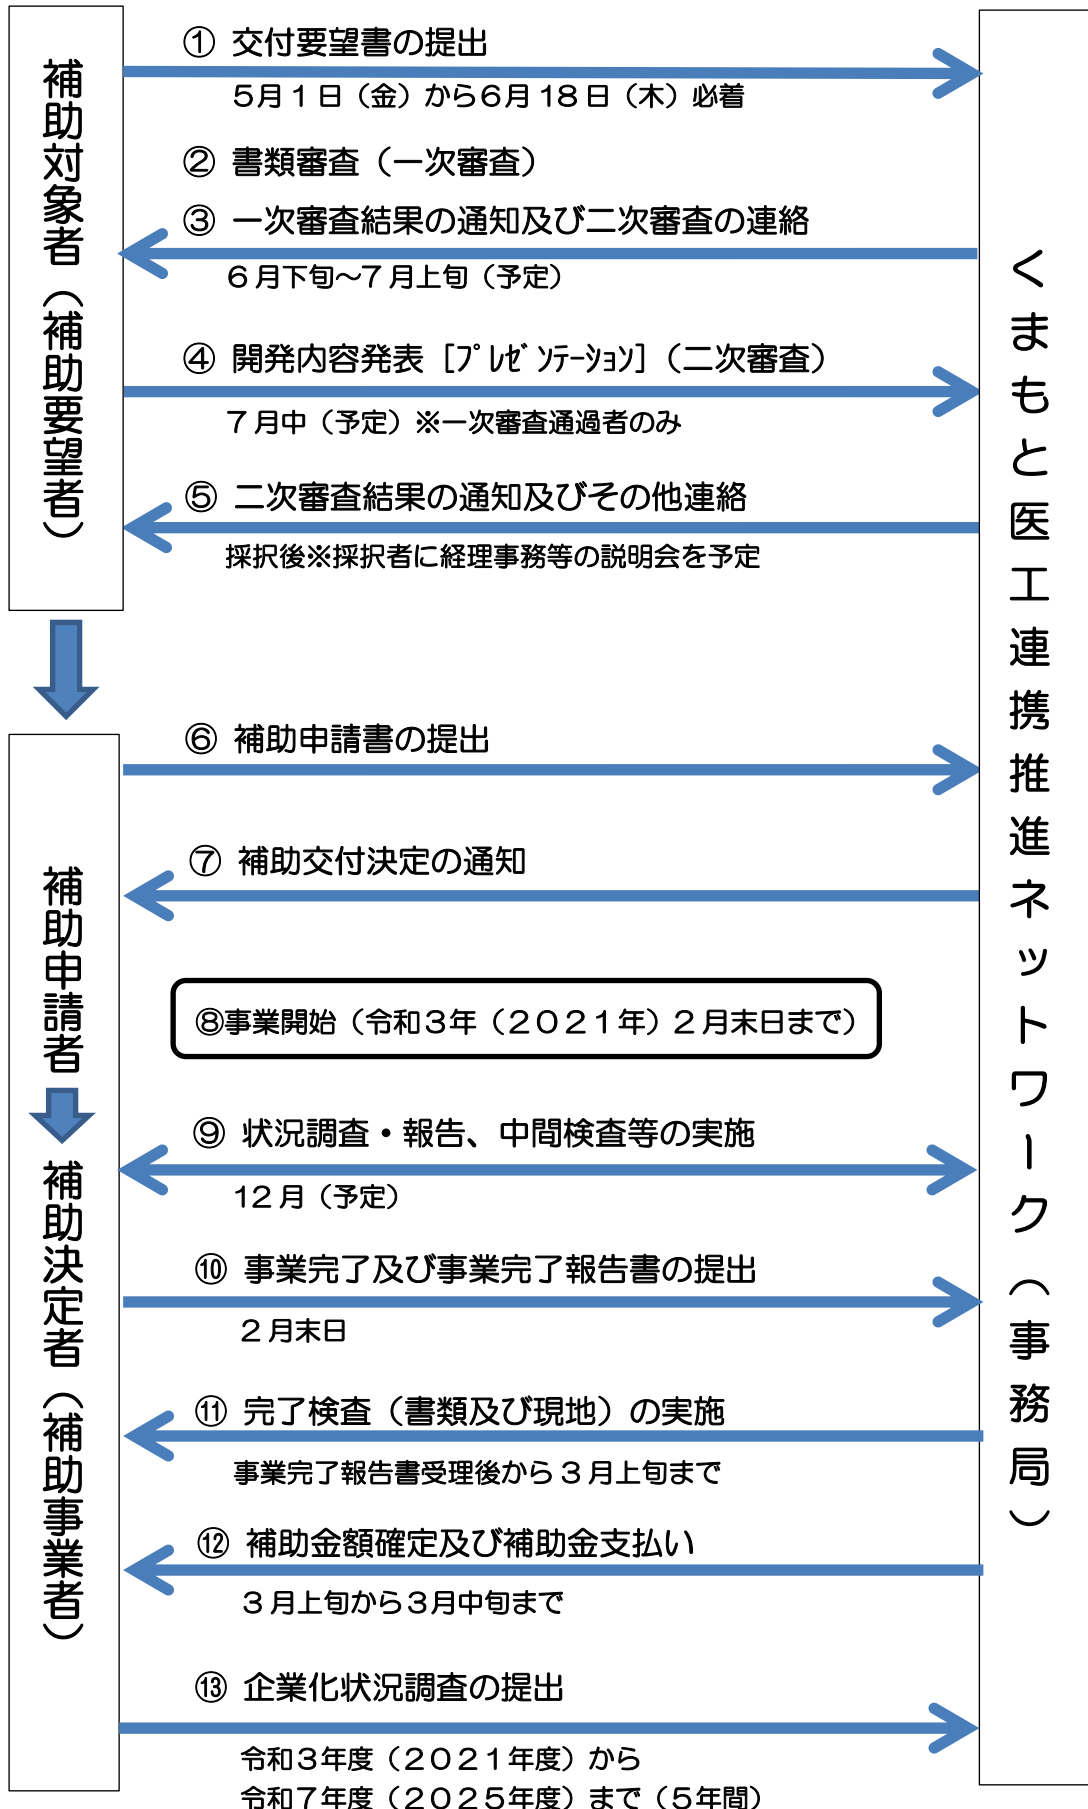 補助対象者（補助要望者）
① 交付要望書の提出
５月１日（金）から６月18日（木）必着
② 書類審査（一次審査）
③ 一次審査結果の通知及び二次審査の連絡
６月下旬～７月上旬（予定）
④ 開発内容発表［ﾌﾟﾚｾﾞﾝﾃｰｼｮﾝ］（二次審査）
７月中（予定）※一次審査通過者のみ
⑤ 二次審査結果の通知及びその他連絡
採択後※採択者に経理事務等の説明会を予定
くまもと医工連携推進ネットワーク（事務局）
補助申請者
補助決定者（補助事業者）
⑥ 補助申請書の提出
⑦ 補助交付決定の通知
⑧事業開始（令和３年（２０２１年）２月末日まで）
⑨ 状況調査・報告、中間検査等の実施
12月（予定）
⑩ 事業完了及び事業完了報告書の提出
２月末日
⑪ 完了検査（書類及び現地）の実施
事業完了報告書受理後から３月上旬まで
⑫ 補助金額確定及び補助金支払い
３月上旬から３月中旬まで
⑬ 企業化状況調査の提出
令和３年度（２０２１年度）から
令和７年度（２０２５年度）まで（５年間）